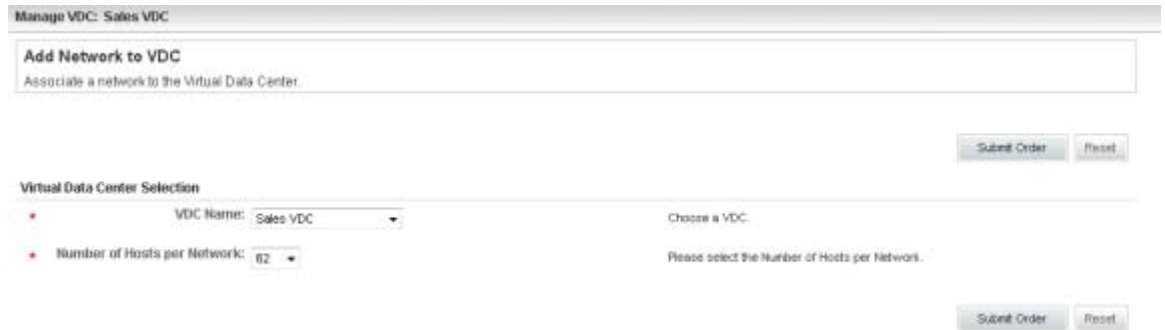 Manage VDC: Sales VDC
Add Network to VDC
Associate a network to the Virtual Data Center.
Submit Order Reset
Virtual Data Center Selection
* VDC Name: Sales VDC Choose a VDC.
* Number of Hosts per Network: 62 Please select the Number of Hosts per Network.
Submit Order Reset